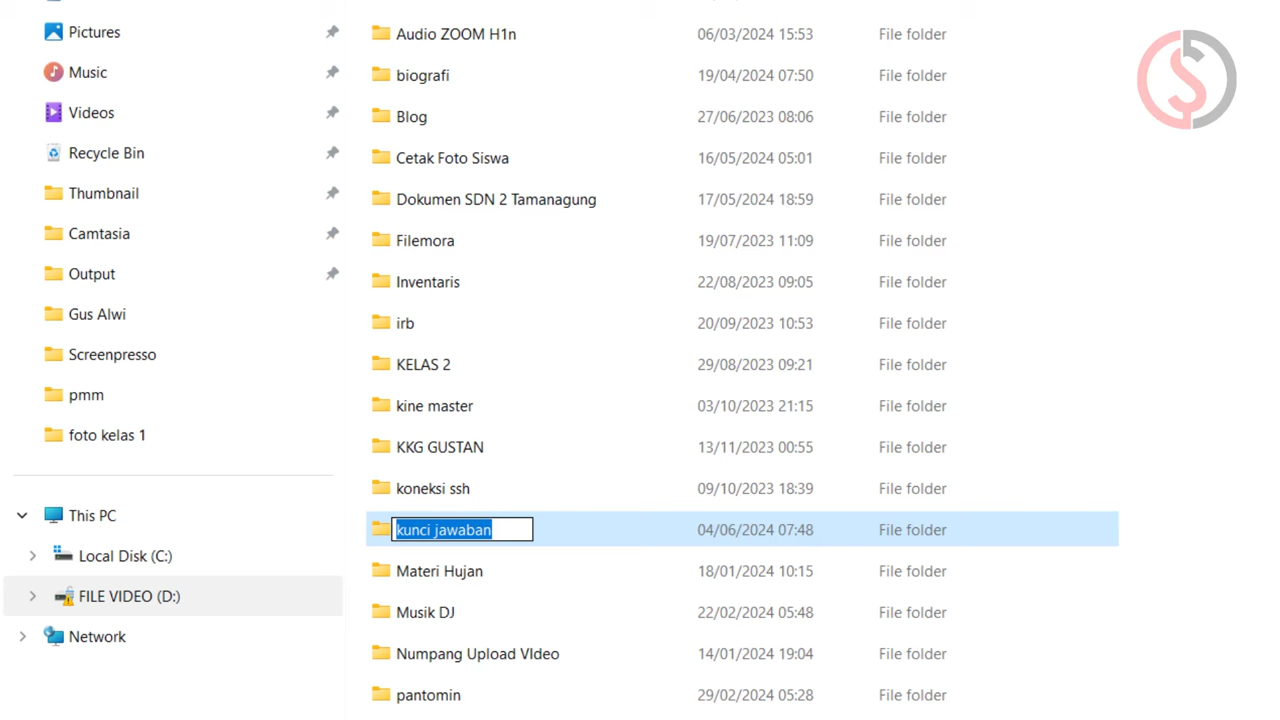 Pictures
Music
Videos
Recycle Bin
Thumbnail
Camtasia
Output
Gus Alwi
Screenpresso
pmm
foto kelas 1
This PC
Local Disk (C:)
FILE VIDEO (D:)
Network
Audio ZOOM H1n 06/03/2024 15:53 File folder
biografi 19/04/2024 07:50 File folder
Blog 27/06/2023 08:06 File folder
Cetak Foto Siswa 16/05/2024 05:01 File folder
Dokumen SDN 2 Tamanagung 17/05/2024 18:59 File folder
Filemora 19/07/2023 11:09 File folder
Inventaris 22/08/2023 09:05 File folder
irb 20/09/2023 10:53 File folder
KELAS 2 29/08/2023 09:21 File folder
kine master 03/10/2023 21:15 File folder
KKG GUSTAN 13/11/2023 00:55 File folder
koneksi ssh 09/10/2023 18:39 File folder
kunci jawaban 04/06/2024 07:48 File folder
Materi Hujan 18/01/2024 10:15 File folder
Musik DJ 22/02/2024 05:48 File folder
Numpang Upload VIdeo 14/01/2024 19:04 File folder
pantomin 29/02/2024 05:28 File folder